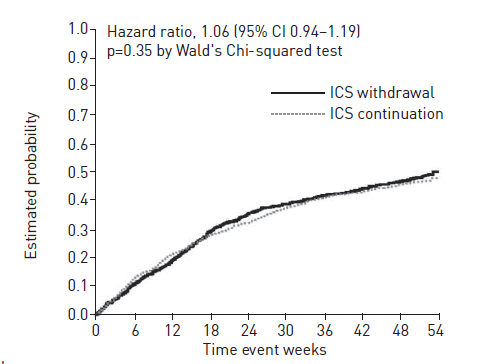 Hazard ratio, 1.06 (95% CI 0.94–1.19)
p=0.35 by Wald's Chi-squared test
ICS withdrawal
ICS continuation
Estimated probability
1.0
0.9
0.8
0.7
0.6
0.5
0.4
0.3
0.2
0.1
0.0
0 6 12 18 24 30 36 42 48 54
Time event weeks